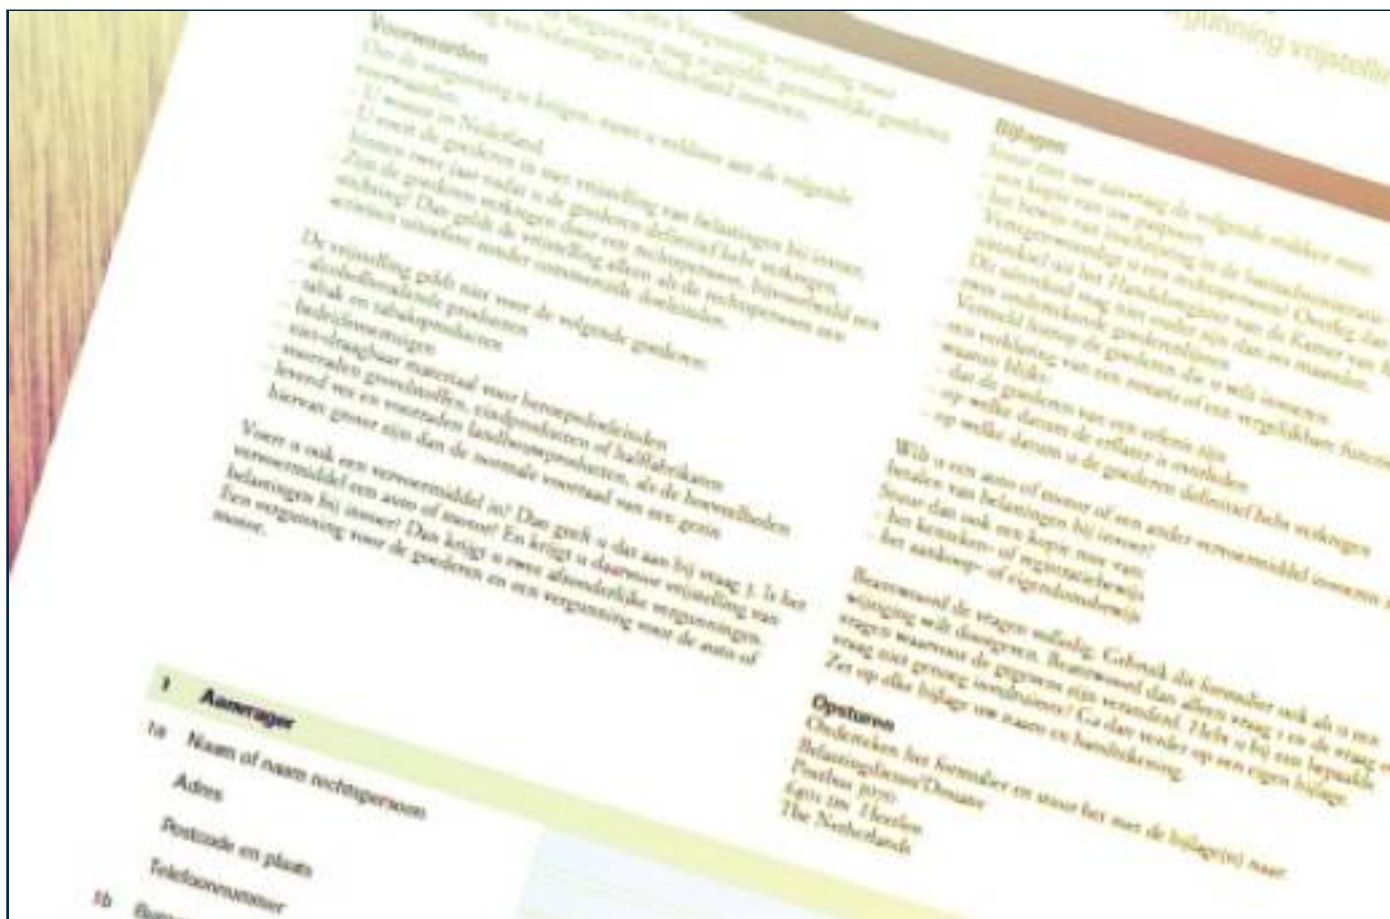 gunning vrijstellin
van belastingen in Nederland invoeren.
Voorwaarden
Om de vergunning te krijgen, moet u voldoen aan de volgende
voorwaarden:
- U woont in Nederland.
- U voert de goederen in met vrijstelling van belastingen bij invoer,
binnen twee jaar nadat u de goederen definitief hebt verkregen.
- Zijn de goederen verkregen door een rechtspersoon, bijvoorbeeld een
stichting? Dan geldt de vrijstelling alleen als de rechtspersoon een
activiteit uitoefent zonder commerciële doeleinden.
De vrijstelling geldt niet voor de volgende goederen:
- alcoholhoudende producten
- tabak en tabaksproducten
- bedrijfsvoertuigen
- niet-draagbaar materiaal voor beroepsdoeleinden
- voorraden grondstoffen, eindproducten of halffabrikaten
- levend vee en voorraden landbouwproducten, als de hoeveelheden
hiervan groter zijn dan de normale voorraad van een gezin
Voert u ook een vervoermiddel in? Dan geeft u dat aan bij vraag 3. Is het
vervoermiddel een auto of motor? En krijgt u daarvoor vrijstelling van
belastingen bij invoer? Dan krijgt u twee afzonderlijke vergunningen.
Een vergunning voor de goederen en een vergunning voor de auto of
motor.
Bijlagen
Stuur met uw aanvraag de volgende stukken mee:
- een kopie van uw paspoort
- het bewijs van inschrijving in de basisadministratie
Vertegenwoordigt u een rechtspersoon? Overleg dan
uittreksel uit het Handelsregister van de Kamer van
Dit uittreksel mag niet ouder zijn dan zes maanden.
- twee ondertekende goederenlijsten
Vermeld hierop de goederen die u wilt invoeren.
- een verklaring van een notaris of een vergelijkbare
waaruit blijkt:
- dat de goederen van een erfenis zijn
- op welke datum de erflater is overleden
- op welke datum u de goederen definitief hebt verkregen
Wilt u een auto of motor of een ander vervoermiddel invoeren
betalen van belastingen bij invoer?
Stuur dan ook een kopie mee van:
- het kenteken- of registratiebewijs
- het aankoop- of eigendomsbewijs
Beantwoord de vragen volledig. Gebruik dit formulier ook als u een
wijziging wilt doorgeven. Beantwoord dan alleen vraag 1 en de vraag
vragen waarvoor de gegevens zijn veranderd. Hebt u bij een bepaalde
vraag niet genoeg invulruimte? Ga dan verder op een eigen bijlage.
Zet op elke bijlage uw naam en handtekening.
Opsturen
Onderteken het formulier en stuur het met de bijlage(n) naar:
Belastingdienst/Douane
Postbus
Heerlen
The Netherlands
1 Aanvrager
1a Naam of naam rechtspersoon
Adres
Postcode en plaats
Telefoonnummer
1b